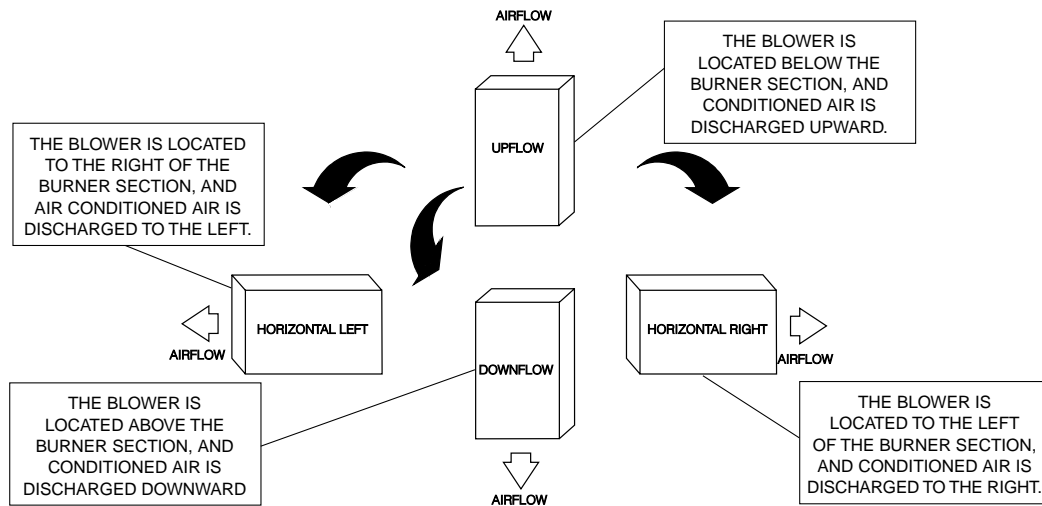 AIRFLOW
THE BLOWER IS
LOCATED BELOW THE
BURNER SECTION, AND
CONDITIONED AIR IS
DISCHARGED UPWARD.
UPFLOW
THE BLOWER IS LOCATED
TO THE RIGHT OF THE
BURNER SECTION, AND
AIR CONDITIONED AIR IS
DISCHARGED TO THE LEFT.
HORIZONTAL LEFT
AIRFLOW
DOWNFLOW
AIRFLOW
HORIZONTAL RIGHT
AIRFLOW
THE BLOWER IS
LOCATED ABOVE THE
BURNER SECTION, AND
CONDITIONED AIR IS
DISCHARGED DOWNWARD
THE BLOWER IS
LOCATED TO THE LEFT
OF THE BURNER SECTION,
AND CONDITIONED AIR IS
DISCHARGED TO THE RIGHT.